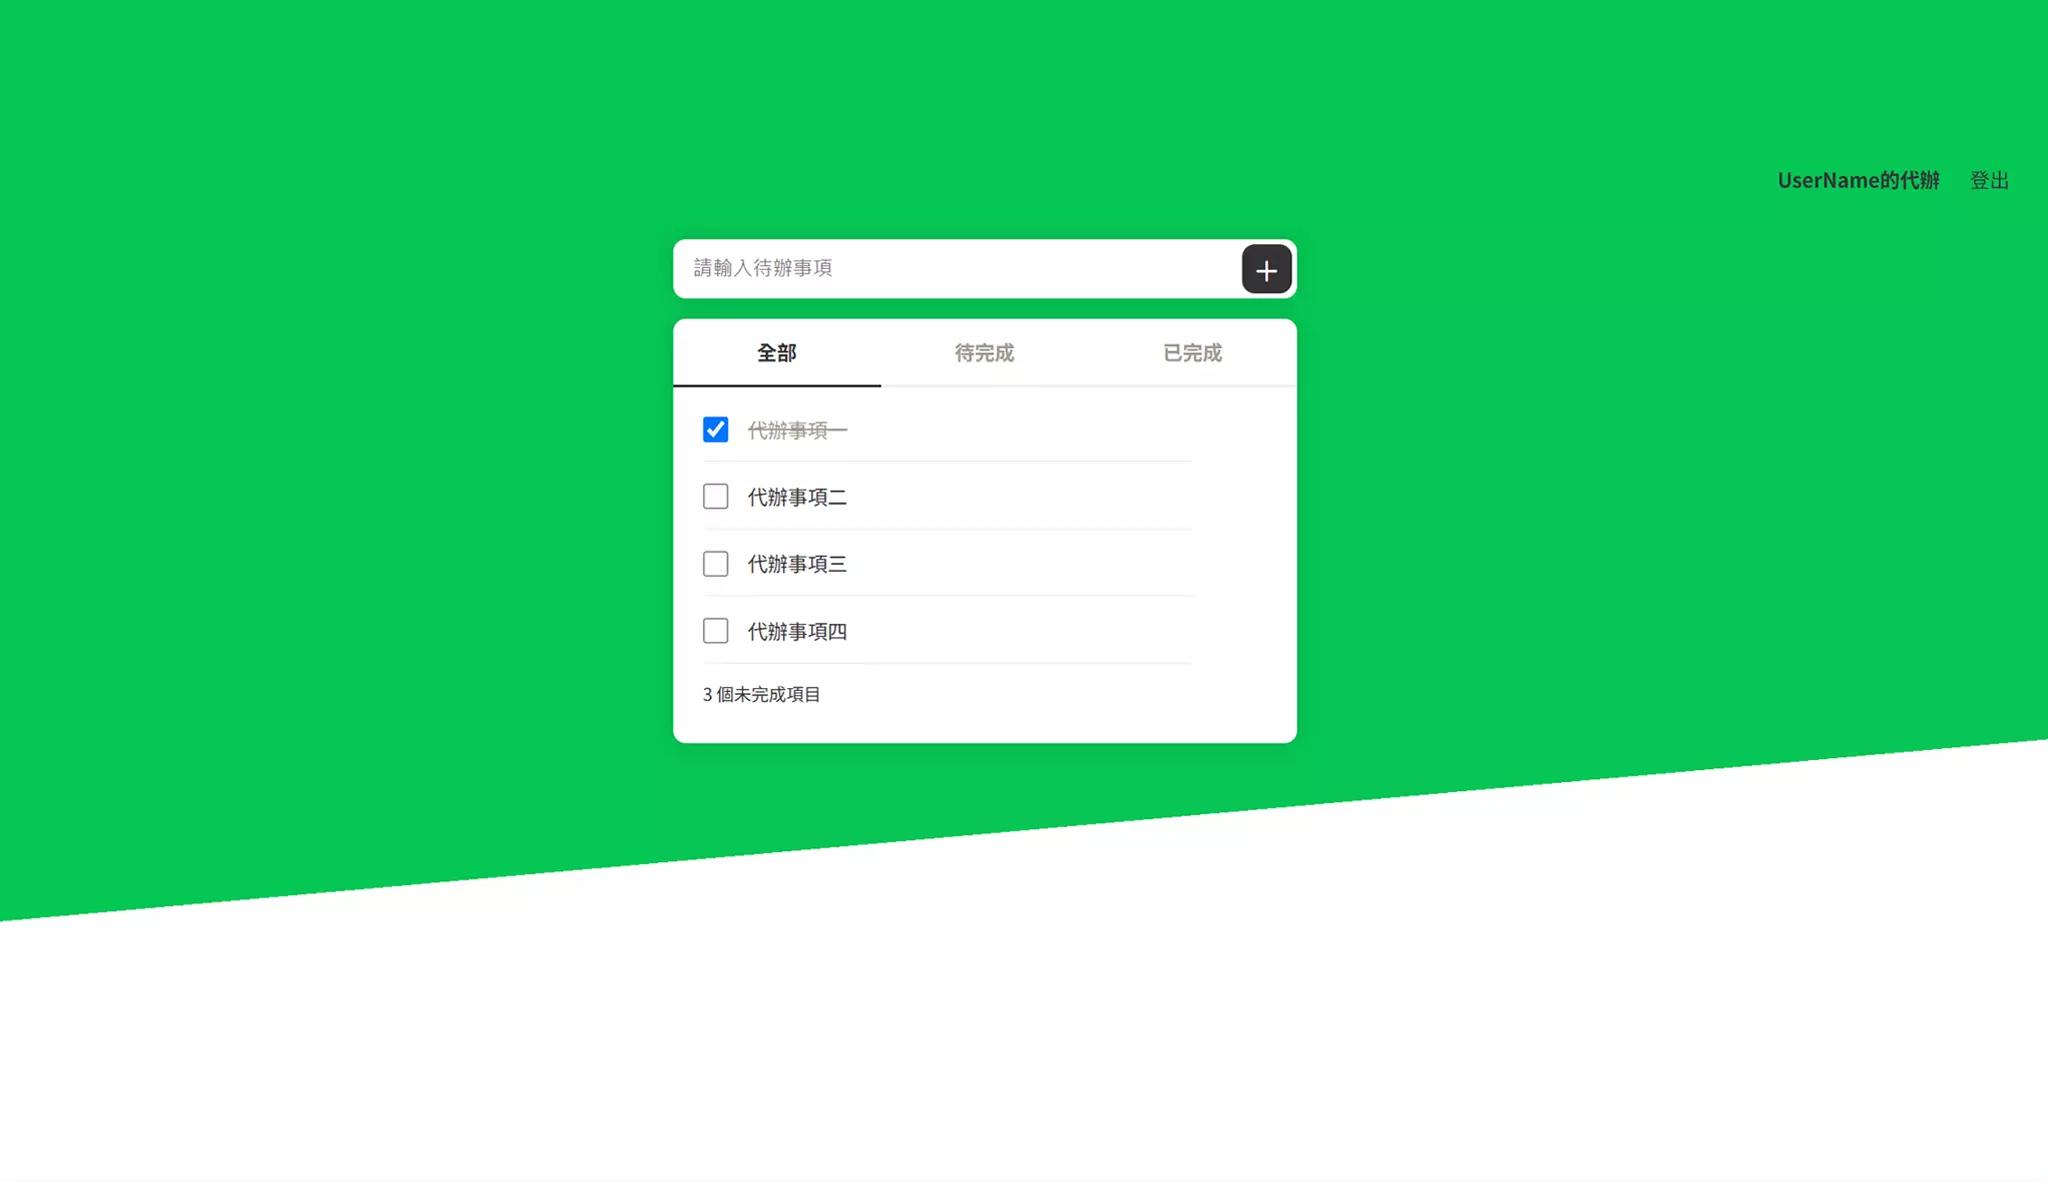 UserName的代辦 登出
請輸入待辦事項
全部 待完成 已完成
代辦事項一
代辦事項二
代辦事項三
代辦事項四
3 個未完成項目